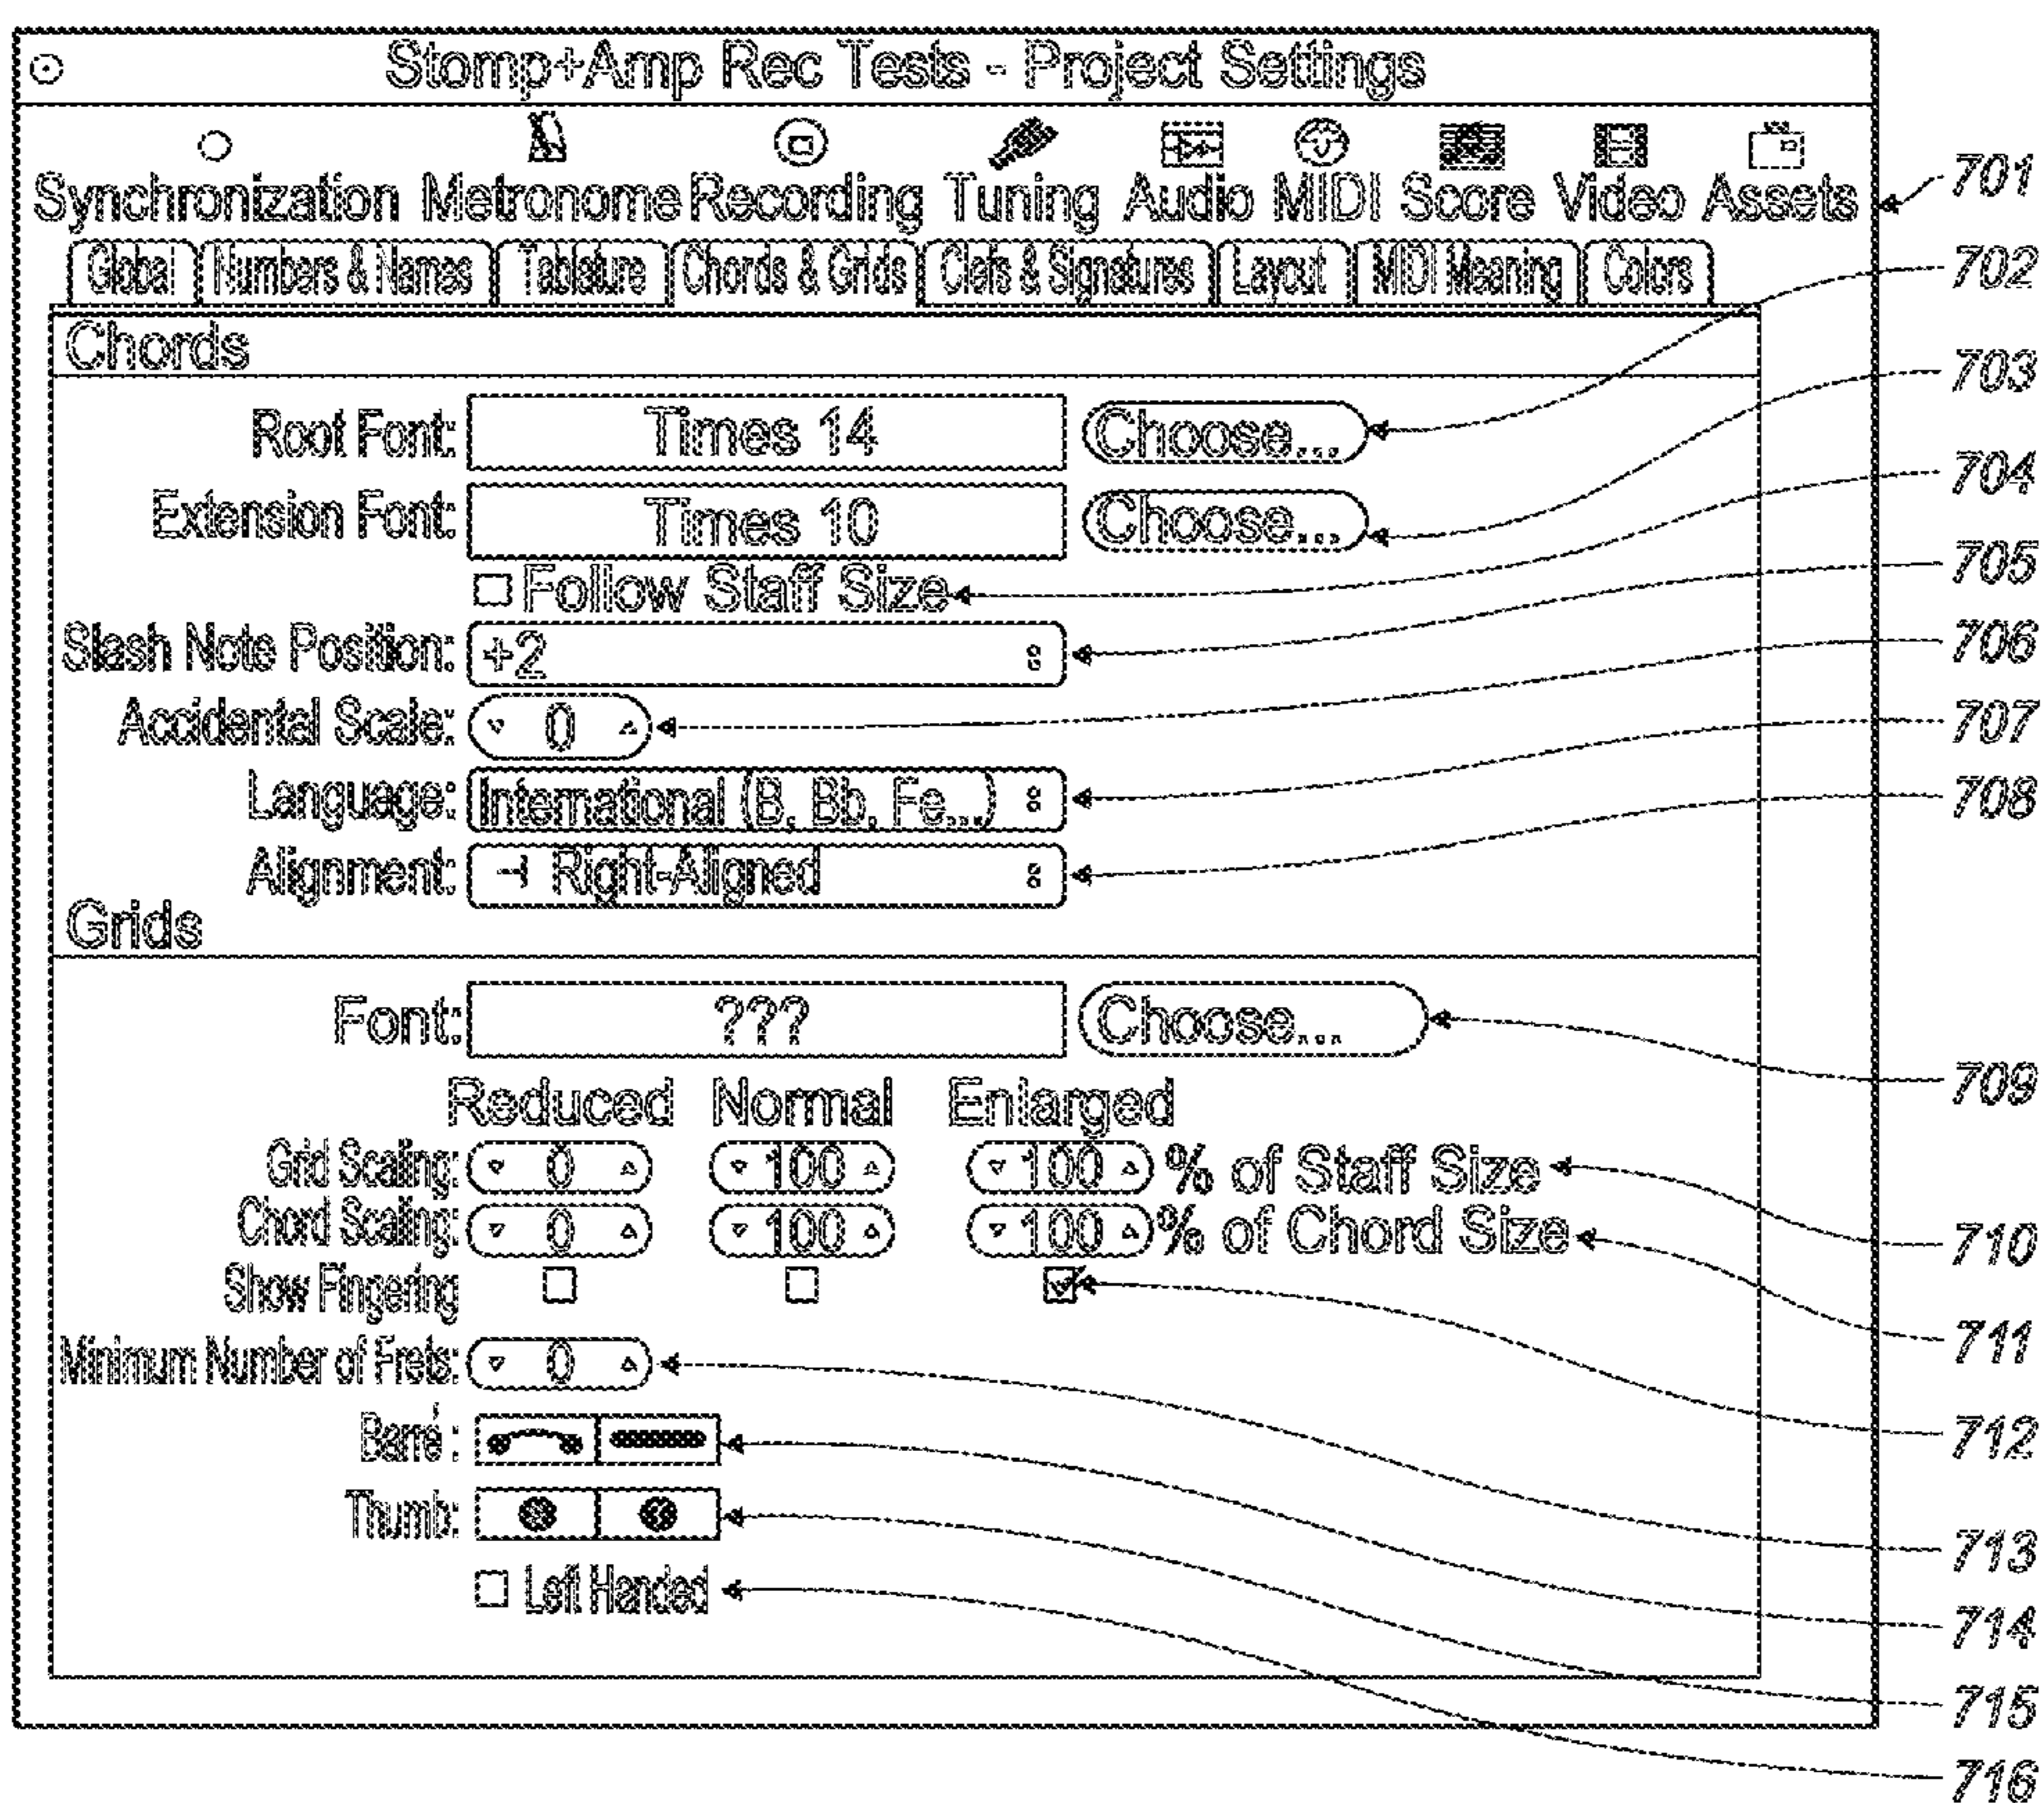 Stomp+Amp Rec Tests - Project Settings
Synchronization Metronome Recording Tuning Audio MIDI Score Video Assets
701
Global Numbers & Names Tablature Chords & Grids Clefs & Signatures Layout MIDI Meaning Colors
702
Chords
703
Root Font: Times 14 Choose...
704
Extension Font: Times 10 Choose...
705
Follow Staff Size
706
Slash Note Position: +2
707
Accidental Scale: 0
708
Language: International (B, Bb, Fe...)
Alignment: Right-Aligned
Grids
Font: ??? Choose...
709
Reduced Normal Enlarged
Grid Scaling: 0 100 100 % of Staff Size
710
Chord Scaling: 0 100 100 % of Chord Size
711
Show Fingering
Minimum Number of Frets: 0
712
Barré :
713
Thumb:
714
Left Handed
715
716